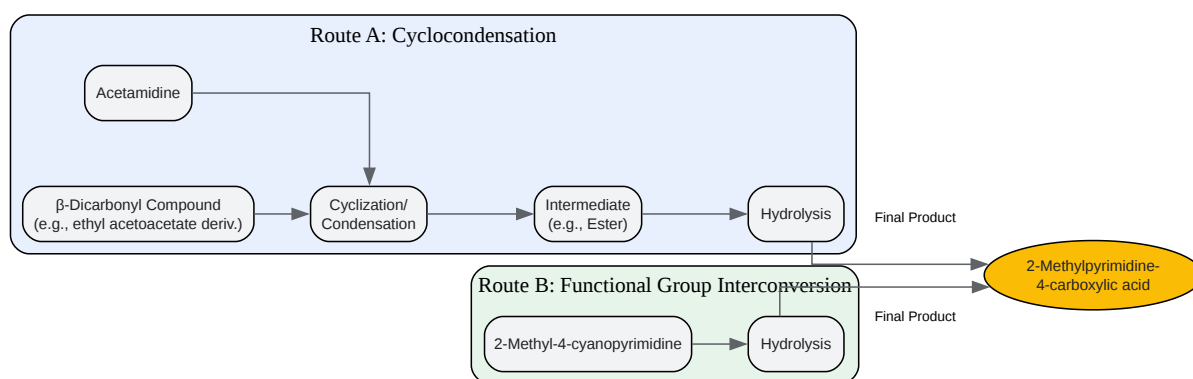 Route A: Cyclocondensation
Acetamidine
β-Dicarbonyl Compound
(e.g., ethyl acetoacetate deriv.)
Cyclization/
Condensation
Intermediate
(e.g., Ester)
Hydrolysis
Final Product
2-Methylpyrimidine-
4-carboxylic acid
Route B: Functional Group Interconversion
2-Methyl-4-cyanopyrimidine
Hydrolysis
Final Product